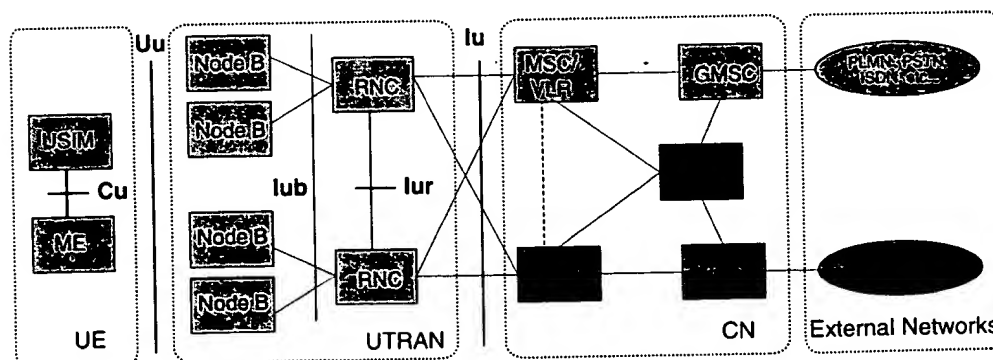 Uu
Iu
Node B
Node B
RNC
MSC/
VLR
GMSC
PLMN, PSTN,
ISDN, etc...
USIM
Cu
ME
Iub
Iur
Node B
Node B
RNC
UE
UTRAN
CN
External Networks